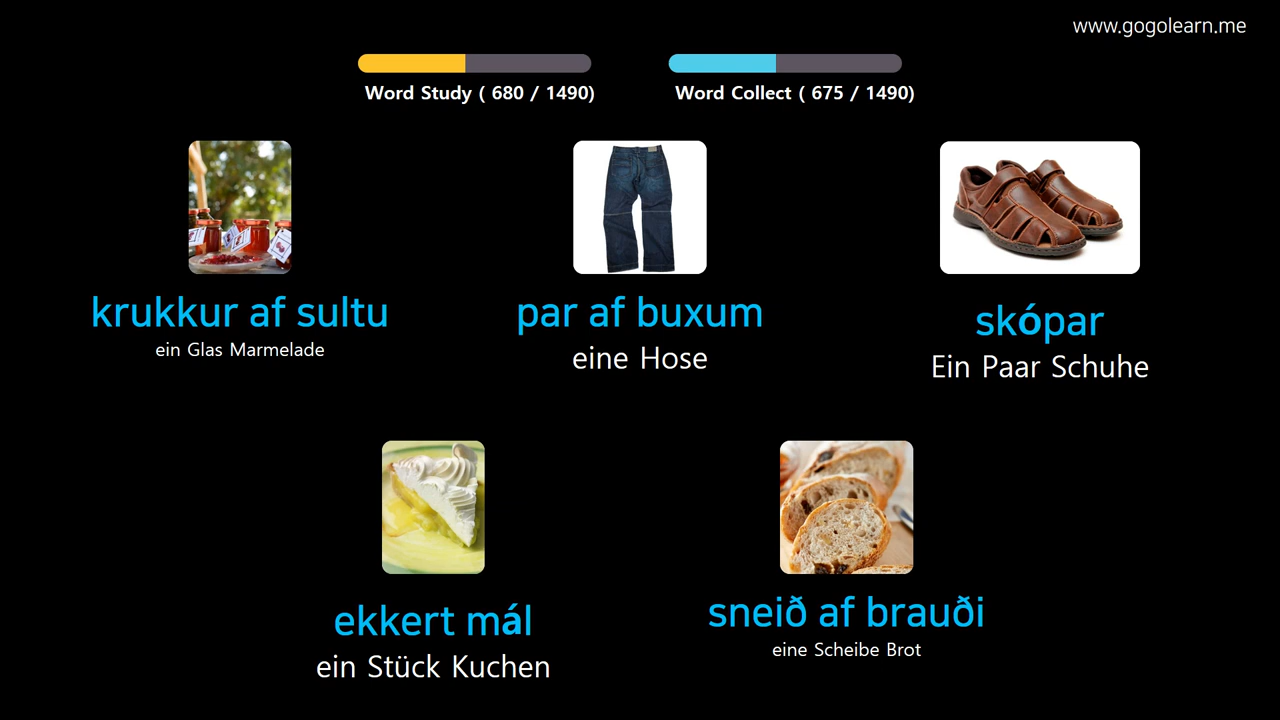 www.gogolearn.me
Word Study ( 680 / 1490)
Word Collect ( 675 / 1490)
krukkur af sultu
ein Glas Marmelade
par af buxum
eine Hose
skópar
Ein Paar Schuhe
ekkert mál
ein Stück Kuchen
sneið af brauði
eine Scheibe Brot